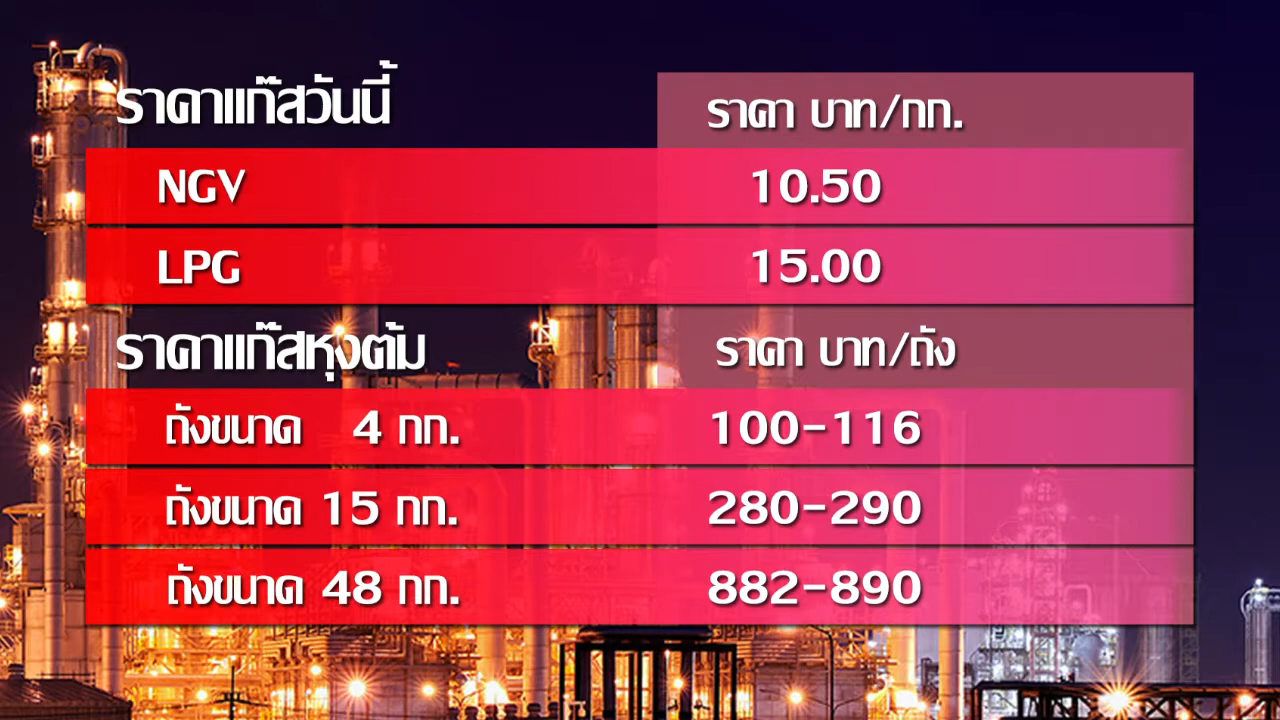 ราคาแก๊สวันนี้ ราคา บาท/กก.
NGV 10.50
LPG 15.00
ราคาแก๊สหุงต้ม ราคา บาท/ถัง
ถังขนาด 4 กก. 100-116
ถังขนาด 15 กก. 280-290
ถังขนาด 48 กก. 882-890